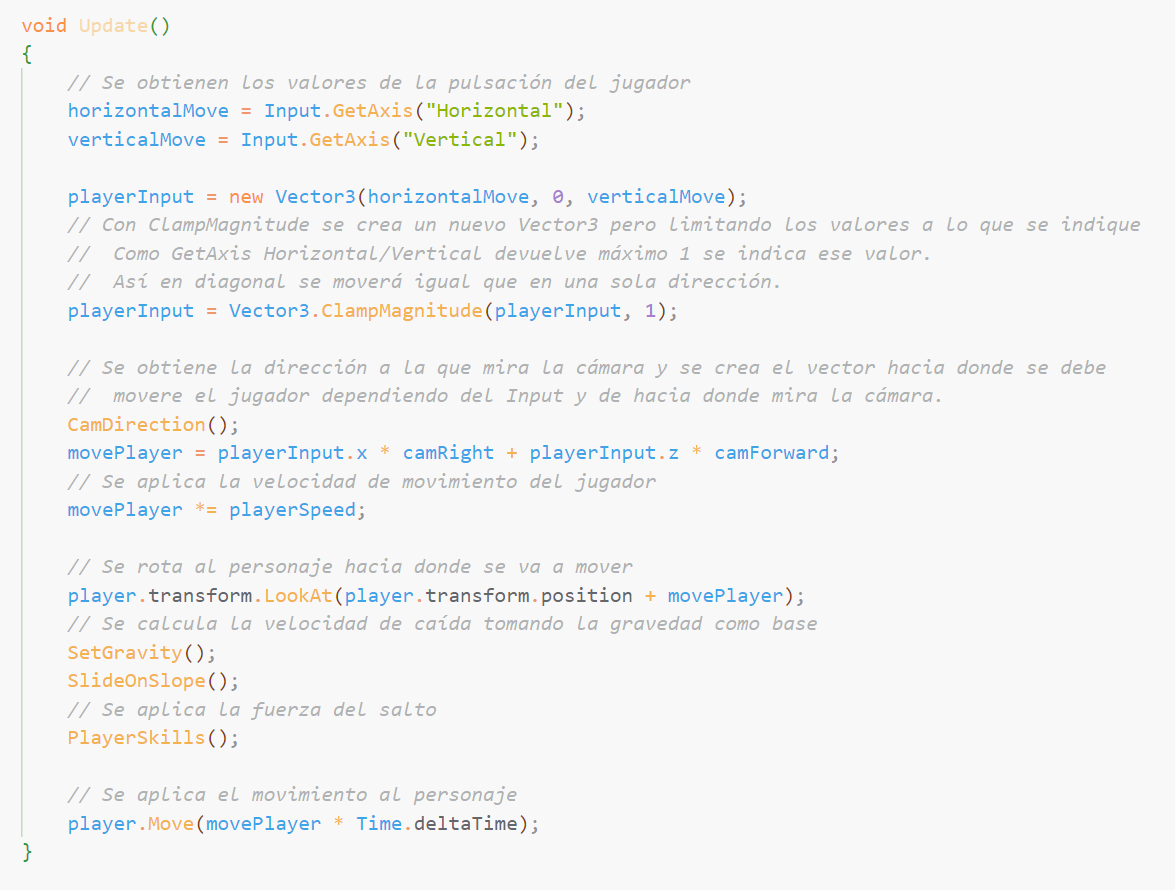 void Update()
{
// Se obtienen los valores de la pulsación del jugador
horizontalMove = Input.GetAxis("Horizontal");
verticalMove = Input.GetAxis("Vertical");
playerInput = new Vector3(horizontalMove, 0, verticalMove);
// Con ClampMagnitude se crea un nuevo Vector3 pero limitando los valores a lo que se indique
//  Como GetAxis Horizontal/Vertical devuelve máximo 1 se indica ese valor.
//  Así en diagonal se moverá igual que en una sola dirección.
playerInput = Vector3.ClampMagnitude(playerInput, 1);
// Se obtiene la dirección a la que mira la cámara y se crea el vector hacia donde se debe
//  movere el jugador dependiendo del Input y de hacia donde mira la cámara.
CamDirection();
movePlayer = playerInput.x * camRight + playerInput.z * camForward;
// Se aplica la velocidad de movimiento del jugador
movePlayer *= playerSpeed;
// Se rota al personaje hacia donde se va a mover
player.transform.LookAt(player.transform.position + movePlayer);
// Se calcula la velocidad de caída tomando la gravedad como base
SetGravity();
SlideOnSlope();
// Se aplica la fuerza del salto
PlayerSkills();
// Se aplica el movimiento al personaje
player.Move(movePlayer * Time.deltaTime);
}